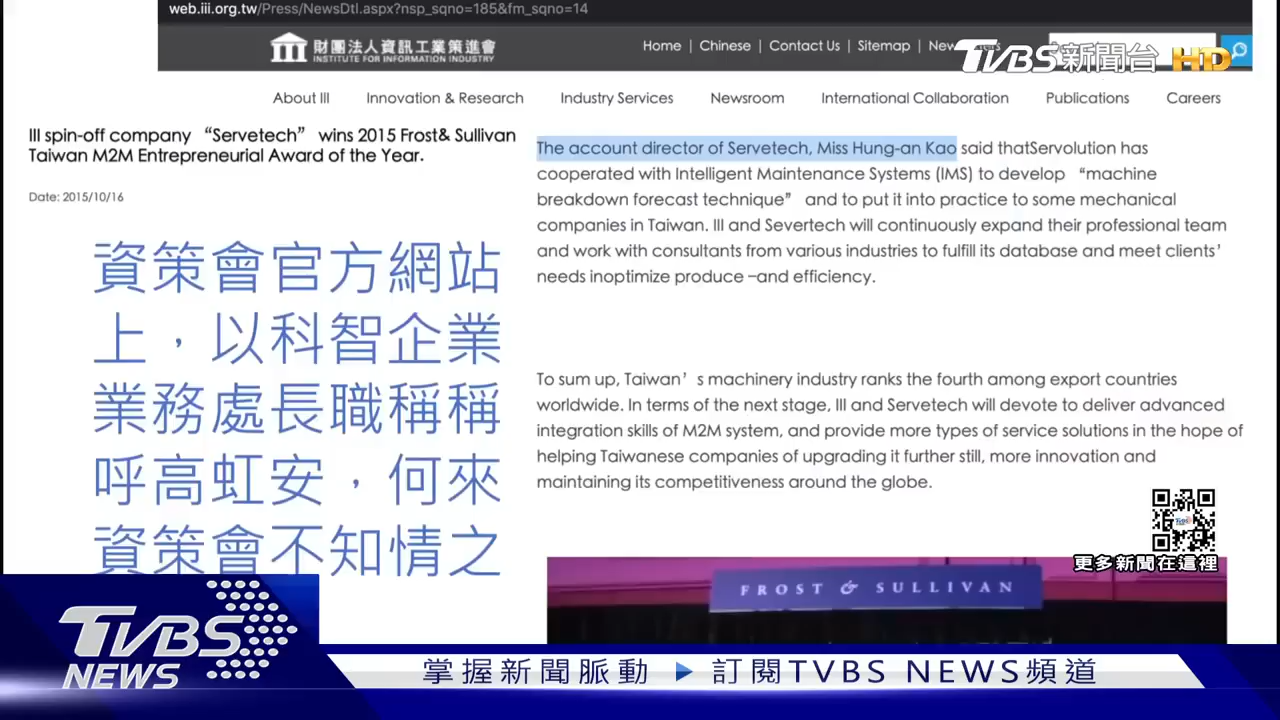 web.iii.org.tw/Press/NewsDtl.aspx?nsp_sqno=185&fm_sqno=14
財團法人資訊工業策進會
INSTITUTE FOR INFORMATION INDUSTRY
Home | Chinese | Contact Us | Sitemap |
TVBS新聞台 HD
About III Innovation & Research Industry Services Newsroom International Collaboration Publications Careers
III spin-off company “Servetech” wins 2015 Frost& Sullivan
Taiwan M2M Entrepreneurial Award of the Year.
Date: 2015/10/16
資策會官方網站
上，以科智企業
業務處長職稱稱
呼高虹安，何來
資策會不知情之
The account director of Servetech, Miss Hung-an Kao said thatServolution has
cooperated with Intelligent Maintenance Systems (IMS) to develop “machine
breakdown forecast technique” and to put it into practice to some mechanical
companies in Taiwan. III and Severtech will continuously expand their professional team
and work with consultants from various industries to fulfill its database and meet clients’
needs inoptimize produce –and efficiency.
To sum up, Taiwan’s machinery industry ranks the fourth among export countries
worldwide. In terms of the next stage, III and Servetech will devote to deliver advanced
integration skills of M2M system, and provide more types of service solutions in the hope of
helping Taiwanese companies of upgrading it further still, more innovation and
maintaining its competitiveness around the globe.
TVBS
更多新聞在這裡
FROST & SULLIVAN
TVBS
NEWS
掌握新聞脈動 ▶ 訂閱TVBS NEWS頻道